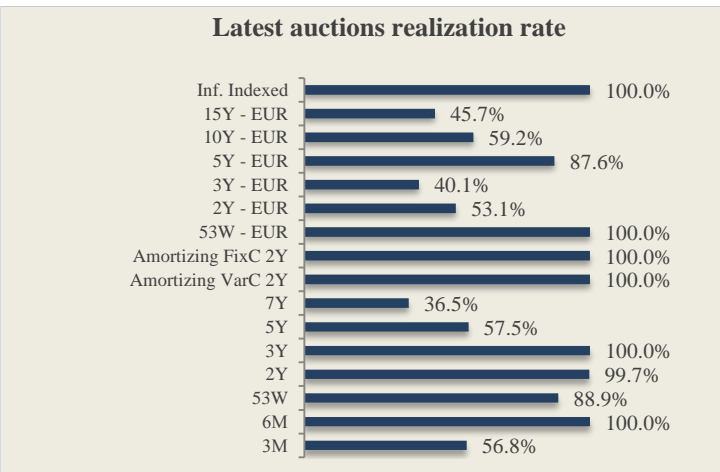 Latest auctions realization rate
Inf. Indexed 100.0%
15Y - EUR 45.7%
10Y - EUR 59.2%
5Y - EUR 87.6%
3Y - EUR 40.1%
2Y - EUR 53.1%
53W - EUR 100.0%
Amortizing FixC 2Y 100.0%
Amortizing VarC 2Y 100.0%
7Y 36.5%
5Y 57.5%
3Y 100.0%
2Y 99.7%
53W 88.9%
6M 100.0%
3M 56.8%